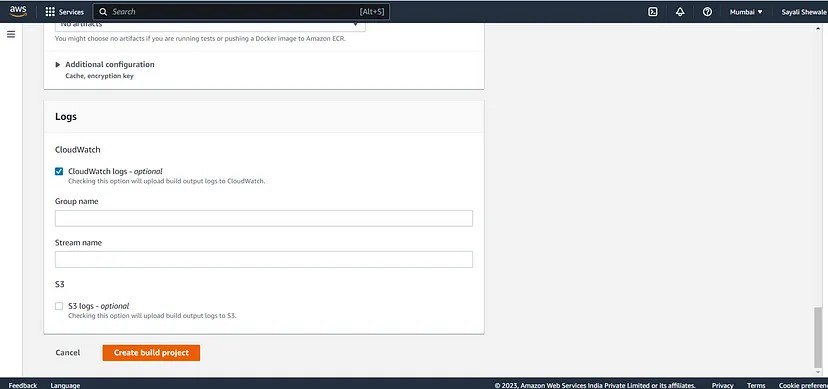 aws Services Search [Alt+S] Mumbai Sayali Shewale
No artifacts
You might choose no artifacts if you are running tests or pushing a Docker image to Amazon ECR.
Additional configuration
Cache, encryption key
Logs
CloudWatch
CloudWatch logs - optional
Checking this option will upload build output logs to CloudWatch.
Group name
Stream name
S3
S3 logs - optional
Checking this option will upload build output logs to S3.
Cancel Create build project
Feedback Language © 2023, Amazon Web Services India Private Limited or its affiliates. Privacy Terms Cookie preferen